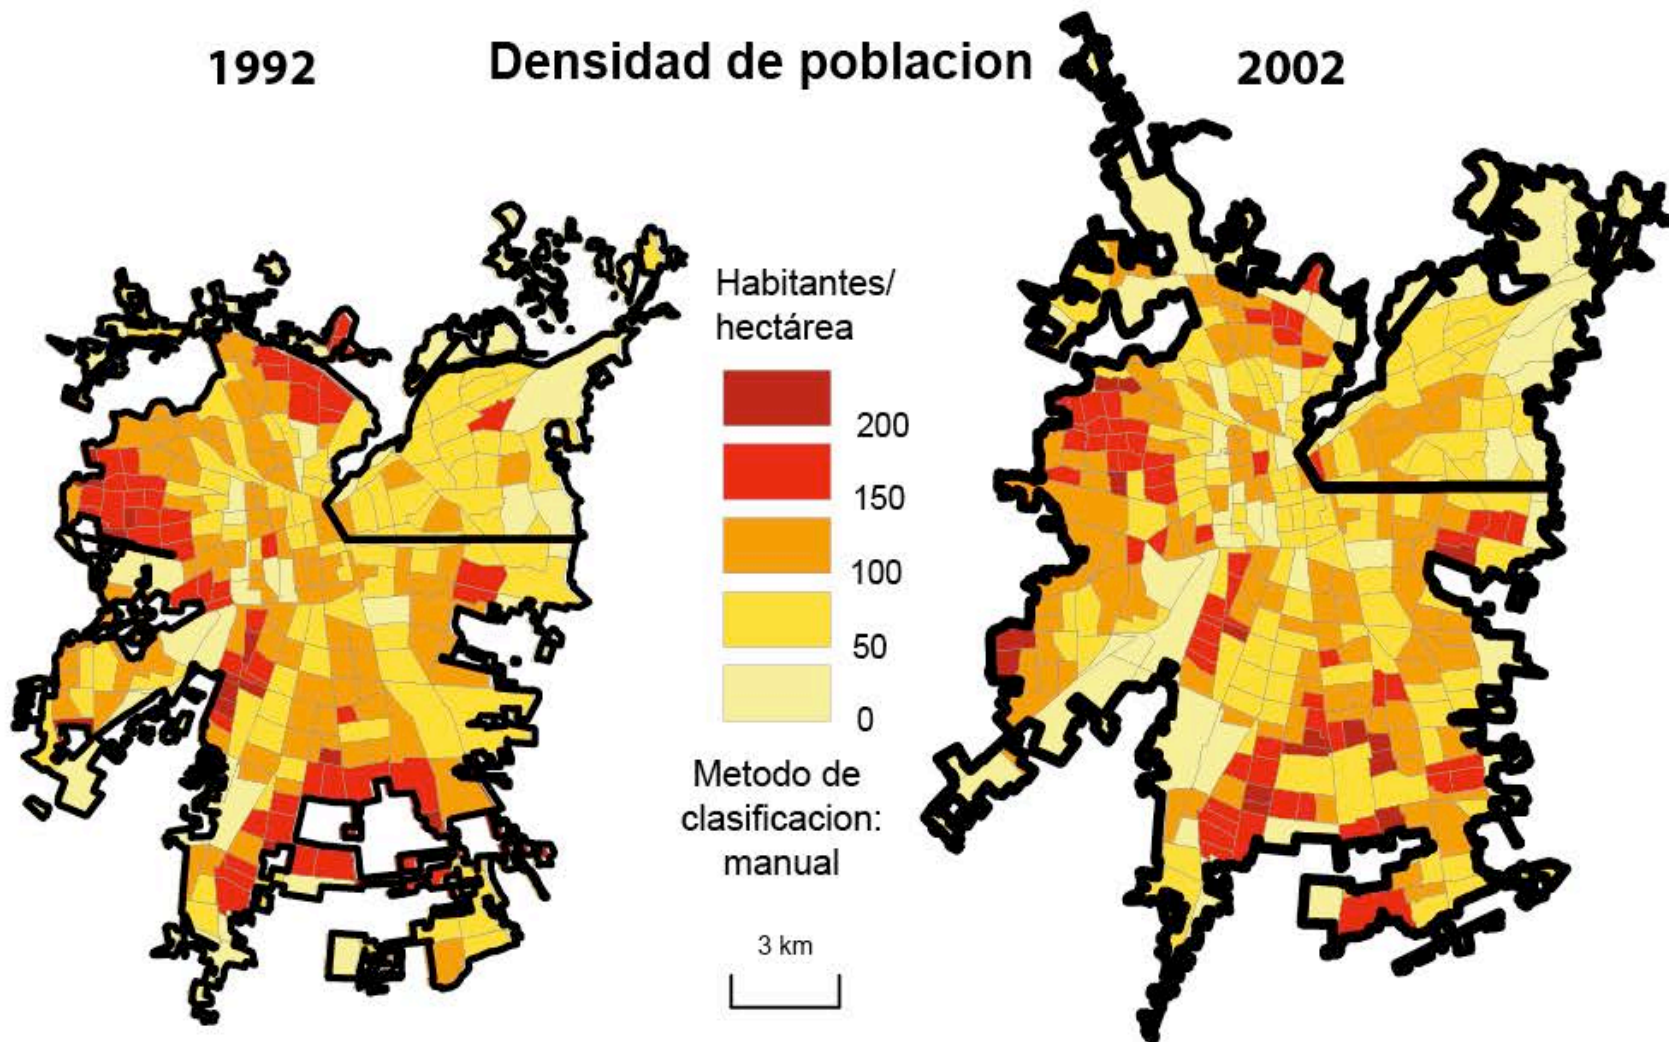 1992
Densidad de poblacion
2002
Habitantes/
hectárea
200
150
100
50
0
Metodo de
clasificacion:
manual
3 km